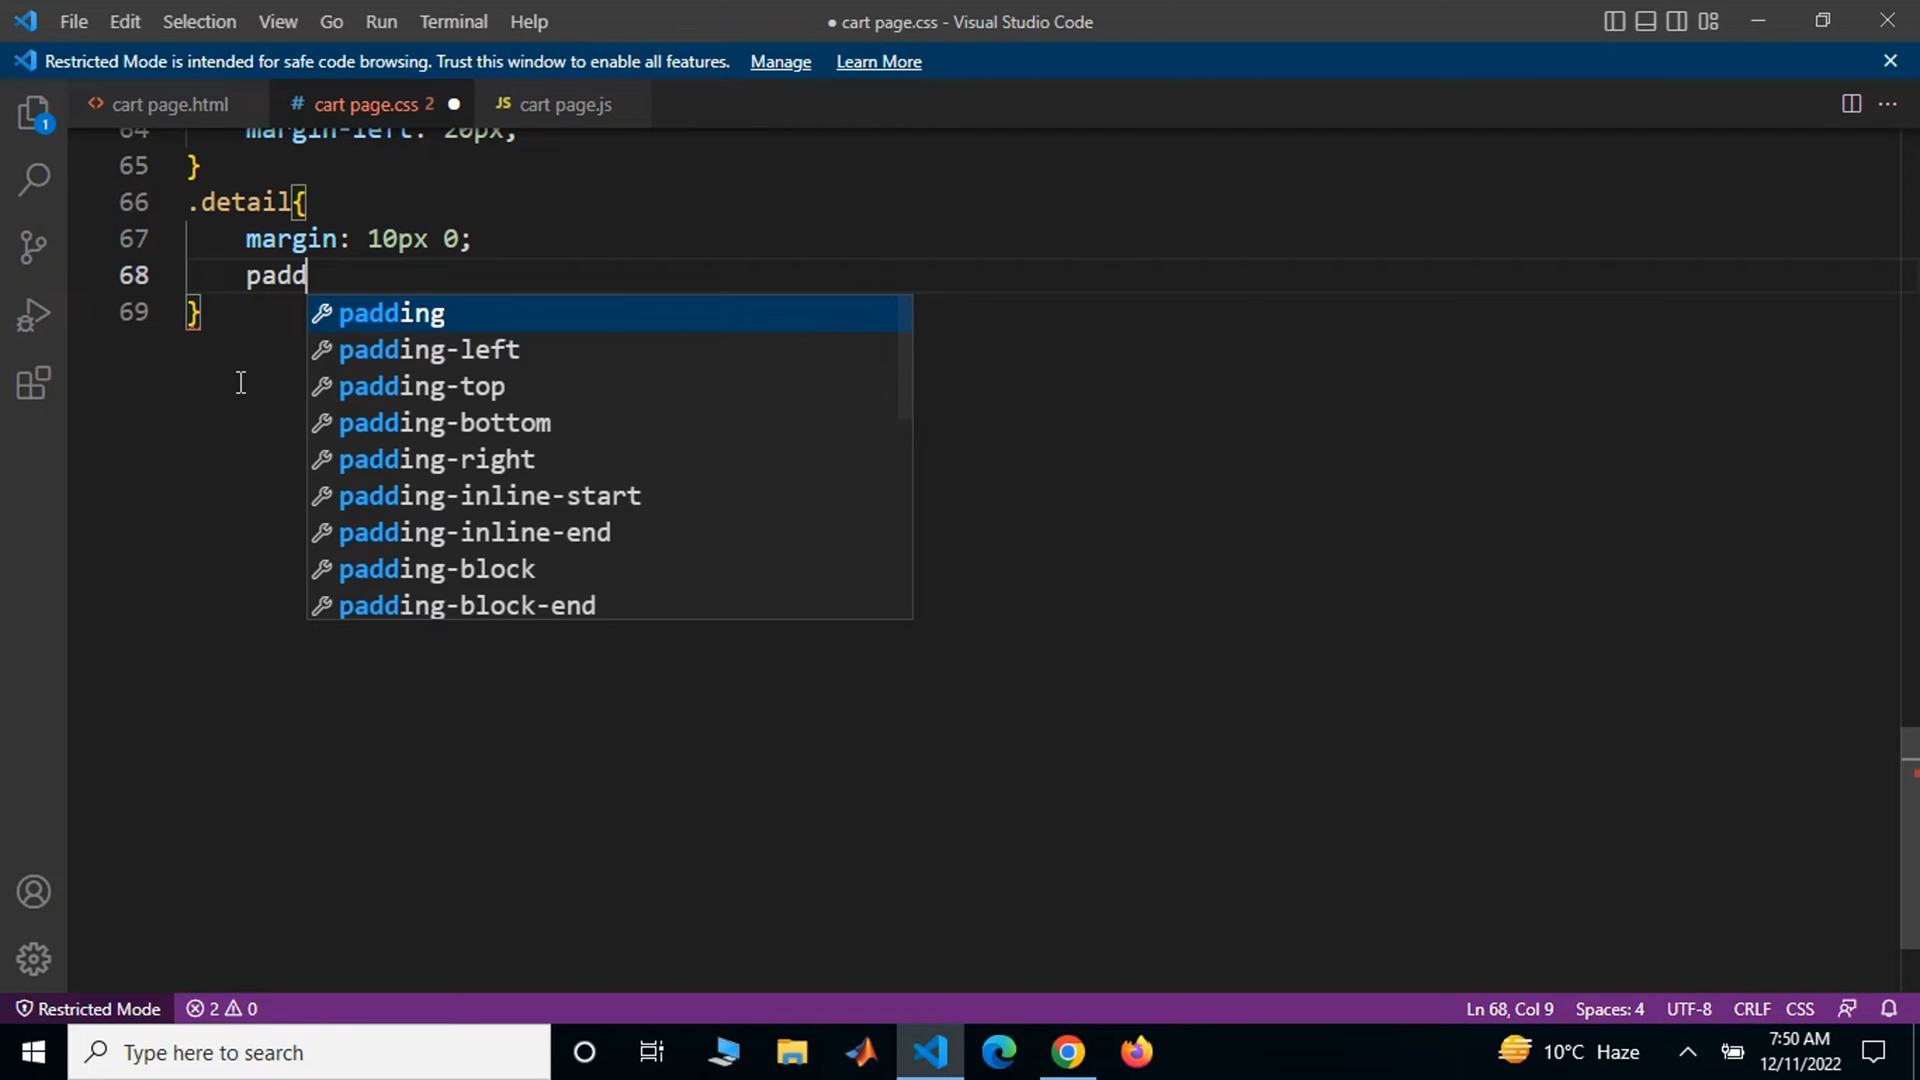 File Edit Selection View Go Run Terminal Help
● cart page.css - Visual Studio Code
Restricted Mode is intended for safe code browsing. Trust this window to enable all features. Manage Learn More
cart page.html # cart page.css 2 JS cart page.js
64 margin-left: 20px;
65 }
66 .detail{
67 margin: 10px 0;
68 padd
69 }
padding
padding-left
padding-top
padding-bottom
padding-right
padding-inline-start
padding-inline-end
padding-block
padding-block-end
1
Restricted Mode 2 0 Ln 68, Col 9 Spaces: 4 UTF-8 CRLF CSS
Type here to search
10°C Haze
7:50 AM
12/11/2022